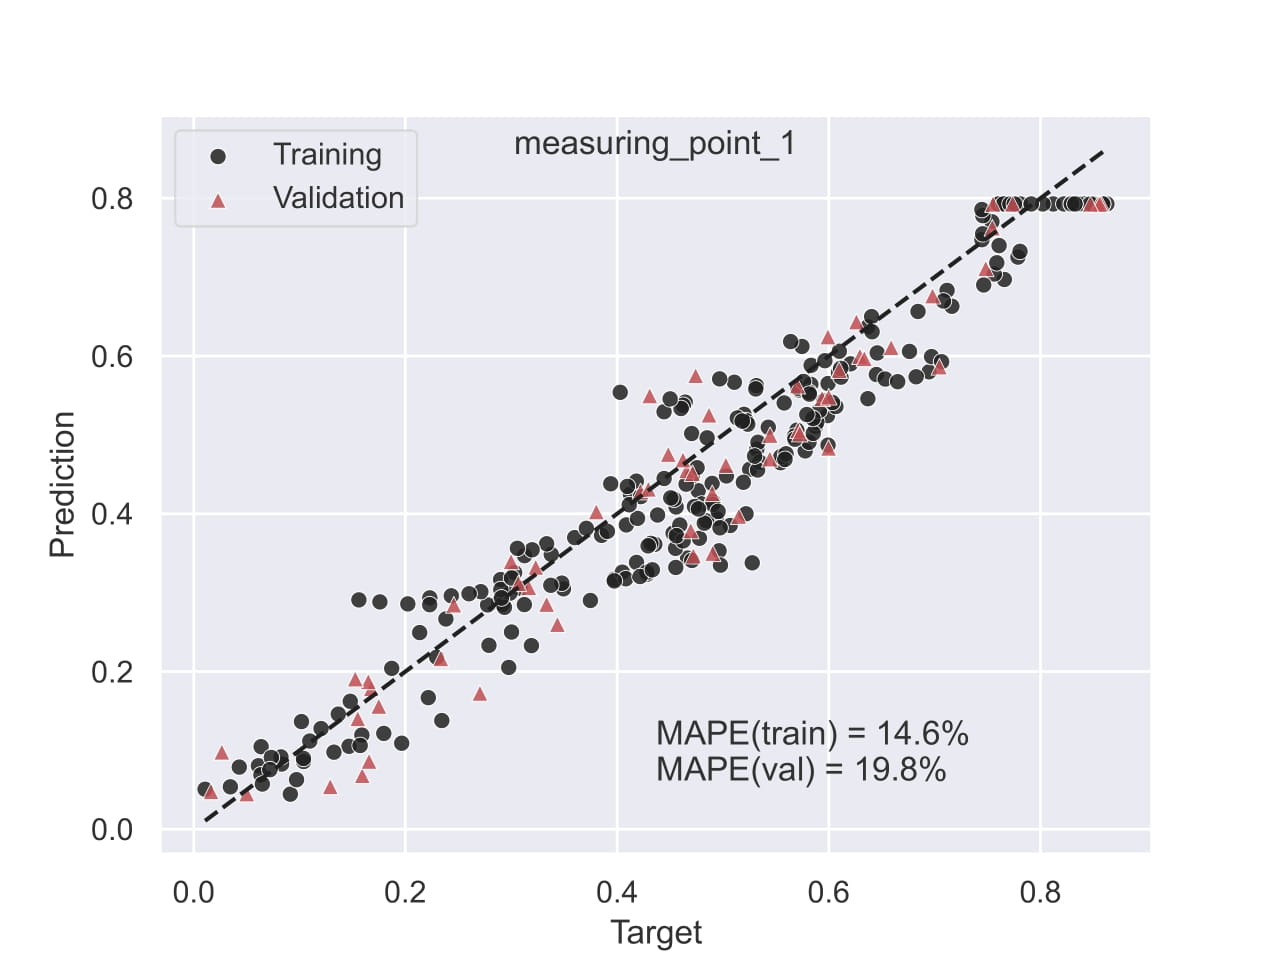 measuring_point_1
Training
Validation
0.8
0.6
0.4
0.2
0.0
Prediction
MAPE(train) = 14.6%
MAPE(val) = 19.8%
0.0 0.2 0.4 0.6 0.8
Target